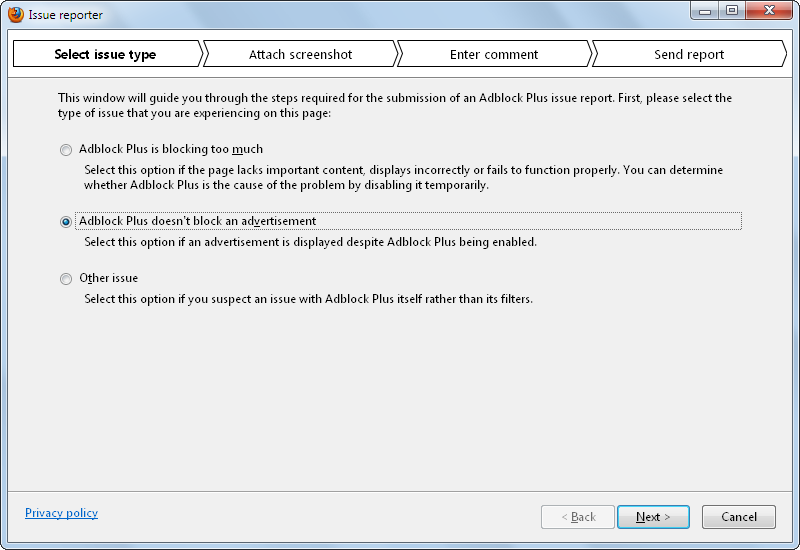 Issue reporter
Select issue type
Attach screenshot
Enter comment
Send report
This window will guide you through the steps required for the submission of an Adblock Plus issue report. First, please select the
type of issue that you are experiencing on this page:
Adblock Plus is blocking too much
Select this option if the page lacks important content, displays incorrectly or fails to function properly. You can determine
whether Adblock Plus is the cause of the problem by disabling it temporarily.
Adblock Plus doesn't block an advertisement
Select this option if an advertisement is displayed despite Adblock Plus being enabled.
Other issue
Select this option if you suspect an issue with Adblock Plus itself rather than its filters.
Privacy policy
< Back
Next >
Cancel